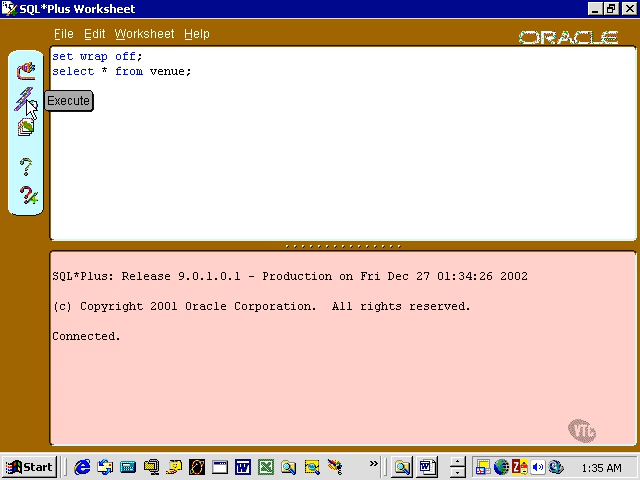 SQL*Plus Worksheet
File Edit Worksheet Help
ORACLE
set wrap off;
select * from venue;
Execute
SQL*Plus: Release 9.0.1.0.1 - Production on Fri Dec 27 01:34:26 2002
(c) Copyright 2001 Oracle Corporation.  All rights reserved.
Connected.
VTC
Start
1:35 AM